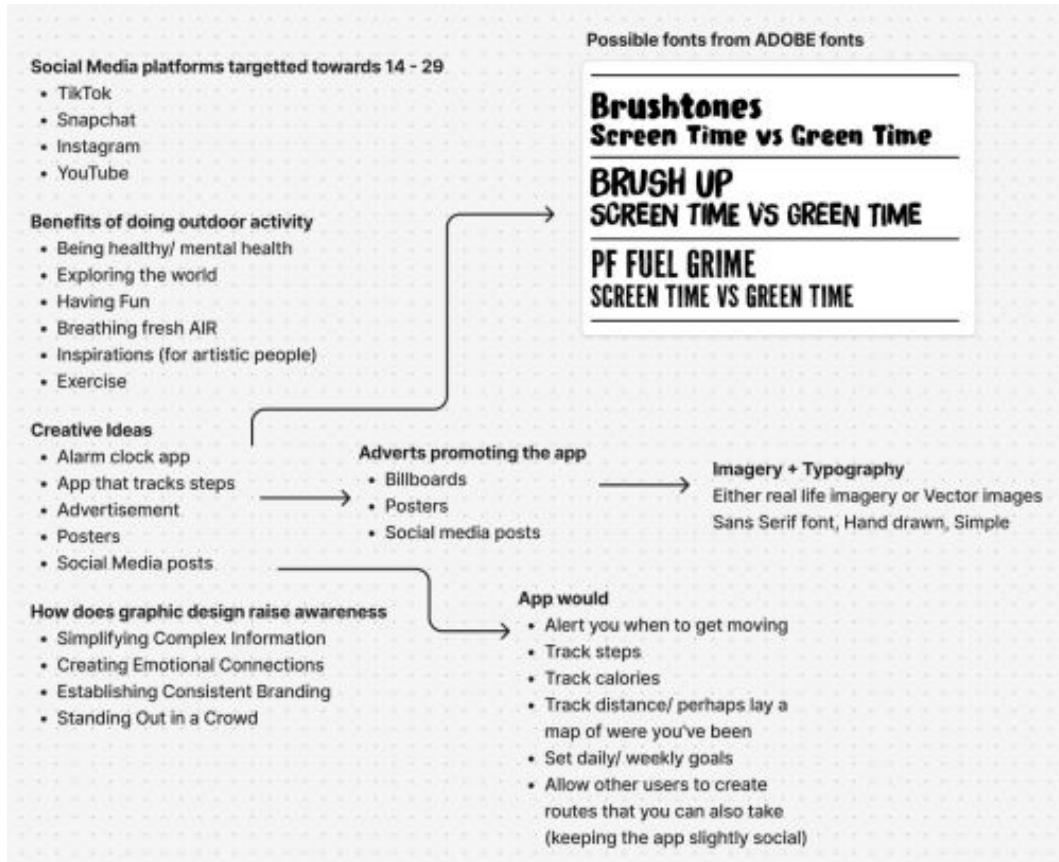 Social Media platforms targetted towards 14 - 29
• TikTok
• Snapchat
• Instagram
• YouTube
Benefits of doing outdoor activity
• Being healthy/ mental health
• Exploring the world
• Having Fun
• Breathing fresh AIR
• Inspirations (for artistic people)
• Exercise
Creative Ideas
• Alarm clock app
• App that tracks steps
• Advertisement
• Posters
• Social Media posts
How does graphic design raise awareness
• Simplifying Complex Information
• Creating Emotional Connections
• Establishing Consistent Branding
• Standing Out in a Crowd
Possible fonts from ADOBE fonts
Brushtones
Screen Time vs Green Time
BRUSH UP
SCREEN TIME VS GREEN TIME
PF FUEL GRIME
SCREEN TIME VS GREEN TIME
Adverts promoting the app
• Billboards
• Posters
• Social media posts
Imagery + Typography
Either real life imagery or Vector images
Sans Serif font, Hand drawn, Simple
App would
• Alert you when to get moving
• Track steps
• Track calories
• Track distance/ perhaps lay a
map of were you've been
• Set daily/ weekly goals
• Allow other users to create
routes that you can also take
(keeping the app slightly social)